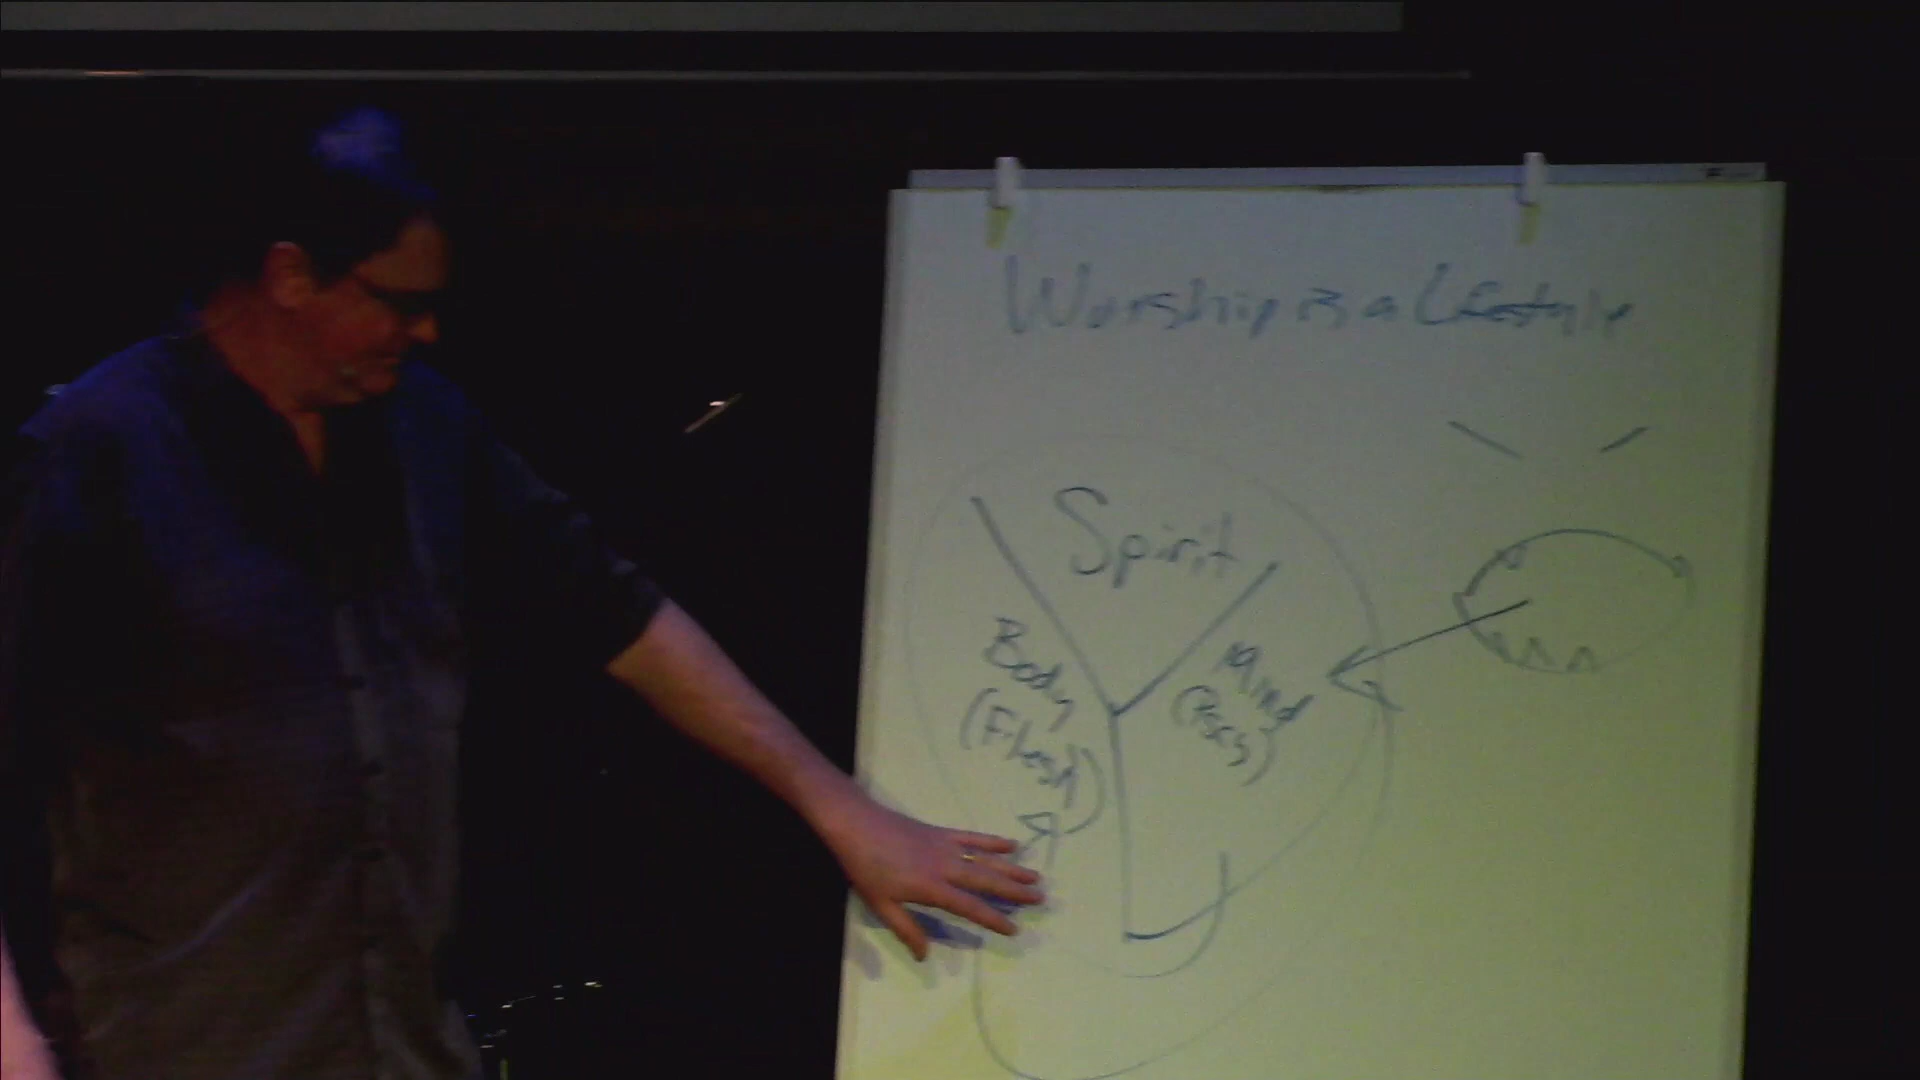 Worship is a Lifestyle
Spirit
Body
(Flesh)
Mind